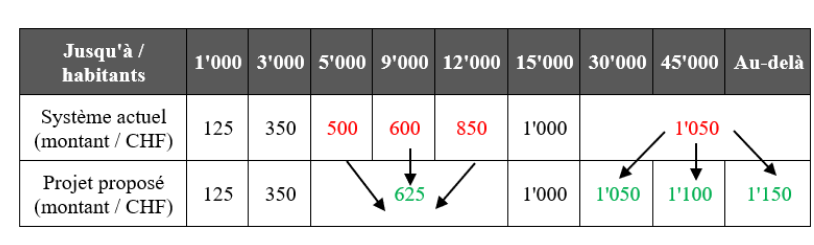 Jusqu'à / habitants 1'000 3'000 5'000 9'000 12'000 15'000 30'000 45'000 Au-delà
Système actuel (montant / CHF) 125 350 500 600 850 1'000 1'050
Projet proposé (montant / CHF) 125 350 625 1'000 1'050 1'100 1'150